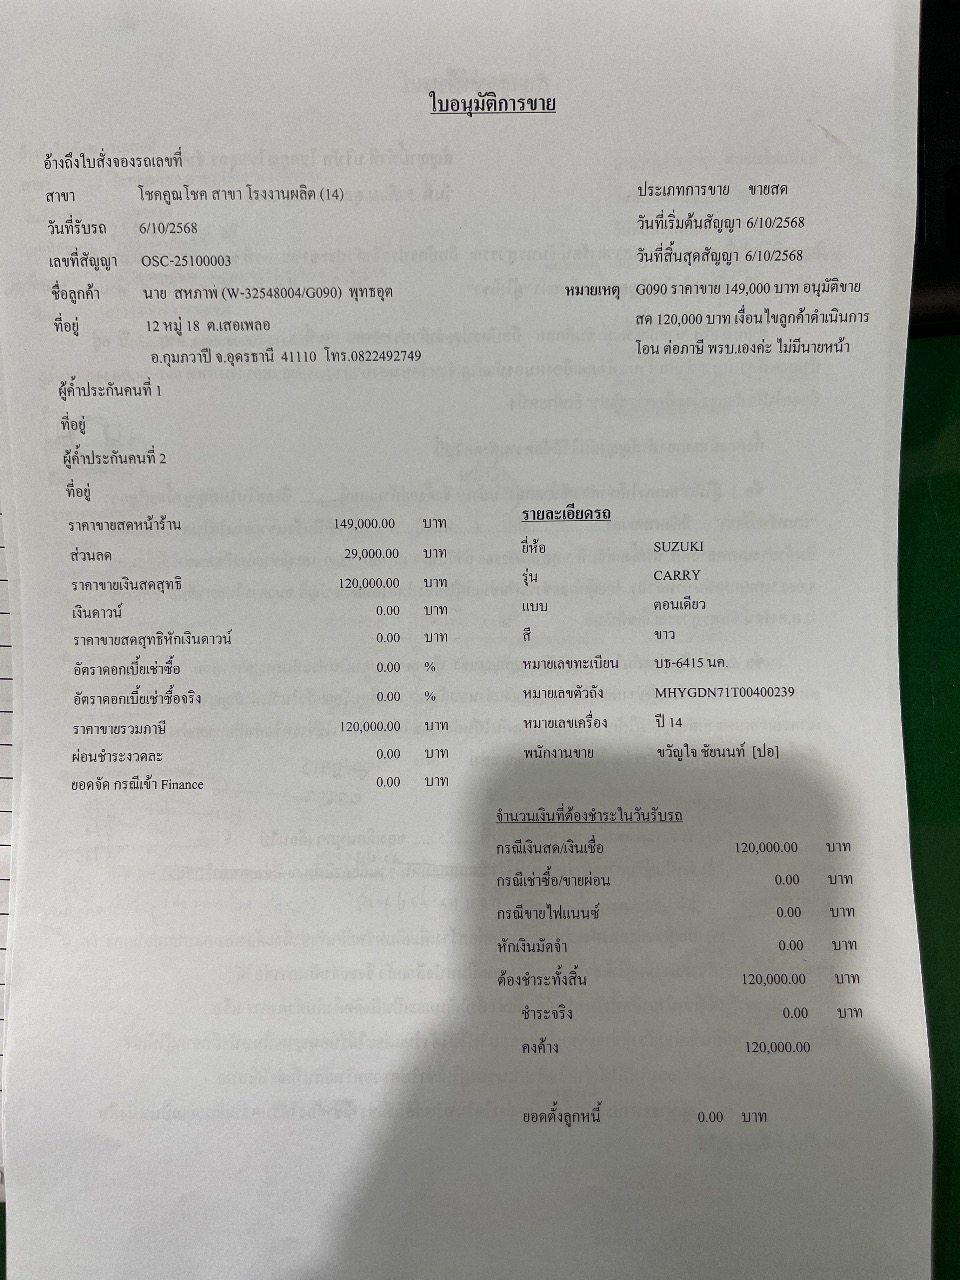 ใบอนุมัติการขาย
อ้างถึงใบสั่งจองรถเลขที่
สาขา โชคคูณโชค สาขา โรงงานผลิต (14)
ประเภทการขาย ขายสด
วันที่รับรถ 6/10/2568
วันที่เริ่มต้นสัญญา 6/10/2568
เลขที่สัญญา OSC-25100003
วันที่สิ้นสุดสัญญา 6/10/2568
ชื่อลูกค้า นาย สหภาพ (W-32548004/G090) พุทธอุต
หมายเหตุ G090 ราคาขาย 149,000 บาท อนุมัติขาย
สด 120,000 บาท เงื่อนไขลูกค้าดำเนินการ
โอน ต่อภาษี พรบ.เองค่ะ ไม่มีนายหน้า
ที่อยู่ 12 หมู่ 18 ต.เสอเพลอ
อ.กุมภวาปี จ.อุดรธานี 41110 โทร.0822492749
ผู้ค้ำประกันคนที่ 1
ที่อยู่
ผู้ค้ำประกันคนที่ 2
ที่อยู่
ราคาขายสดหน้าร้าน 149,000.00 บาท
ส่วนลด 29,000.00 บาท
ราคาขายเงินสดสุทธิ 120,000.00 บาท
เงินดาวน์ 0.00 บาท
ราคาขายสดสุทธิหักเงินดาวน์ 0.00 บาท
อัตราดอกเบี้ยเช่าซื้อ 0.00 %
อัตราดอกเบี้ยเช่าซื้อจริง 0.00 %
ราคาขายรวมภาษี 120,000.00 บาท
ผ่อนชำระงวดละ 0.00 บาท
ยอดจัด กรณีเข้า Finance 0.00 บาท
รายละเอียดรถ
ยี่ห้อ SUZUKI
รุ่น CARRY
แบบ ตอนเดียว
สี ขาว
หมายเลขทะเบียน บธ-6415 นค.
หมายเลขตัวถัง MHYGDN71T00400239
หมายเลขเครื่อง ปี 14
พนักงานขาย ขวัญใจ ชัยนนท์ [ปอ]
จำนวนเงินที่ต้องชำระในวันรับรถ
กรณีเงินสด/เงินเชื่อ 120,000.00 บาท
กรณีเช่าซื้อ/ขายผ่อน 0.00 บาท
กรณีขายไฟแนนซ์ 0.00 บาท
หักเงินมัดจำ 0.00 บาท
ต้องชำระทั้งสิ้น 120,000.00 บาท
ชำระจริง 0.00 บาท
คงค้าง 120,000.00
ยอดตั้งลูกหนี้ 0.00 บาท